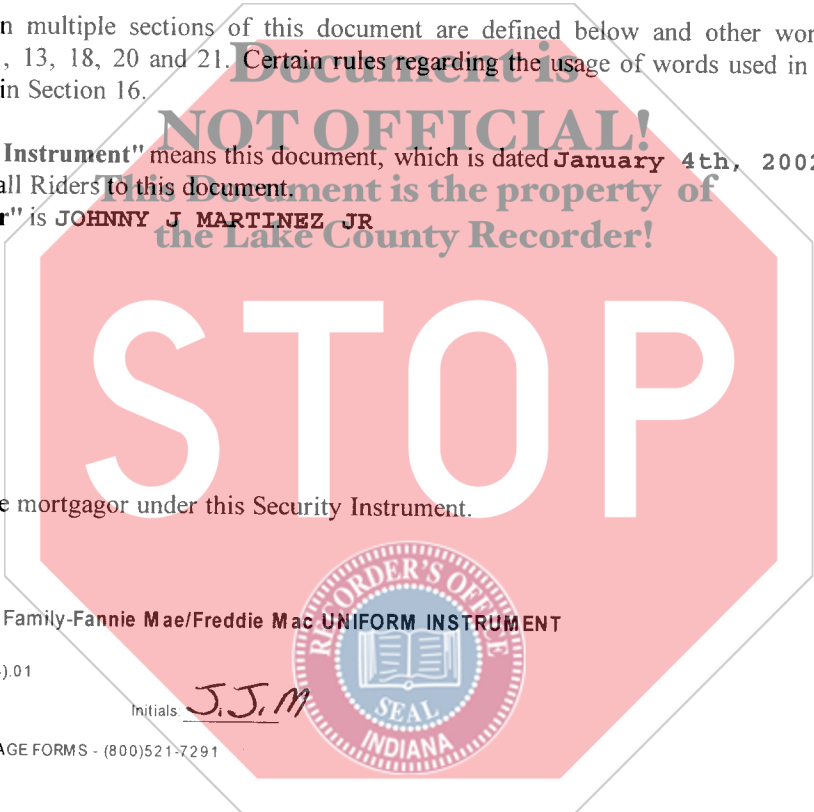 n multiple sections of this document are defined below and other wor
, 13, 18, 20 and 21. Certain rules regarding the usage of words used in
in Section 16.
Document is
NOT OFFICIAL!
Instrument" means this document, which is dated January 4th, 2002
all Riders to this document.
This Document is the property of
r" is JOHNNY J MARTINEZ JR
the Lake County Recorder!
STOP
e mortgagor under this Security Instrument.
Family-Fannie Mae/Freddie Mac UNIFORM INSTRUMENT
).01
Initials: J.J.M
AGE FORMS - (800)521-7291
RECORDER'S OFFICE
SEAL
INDIANA